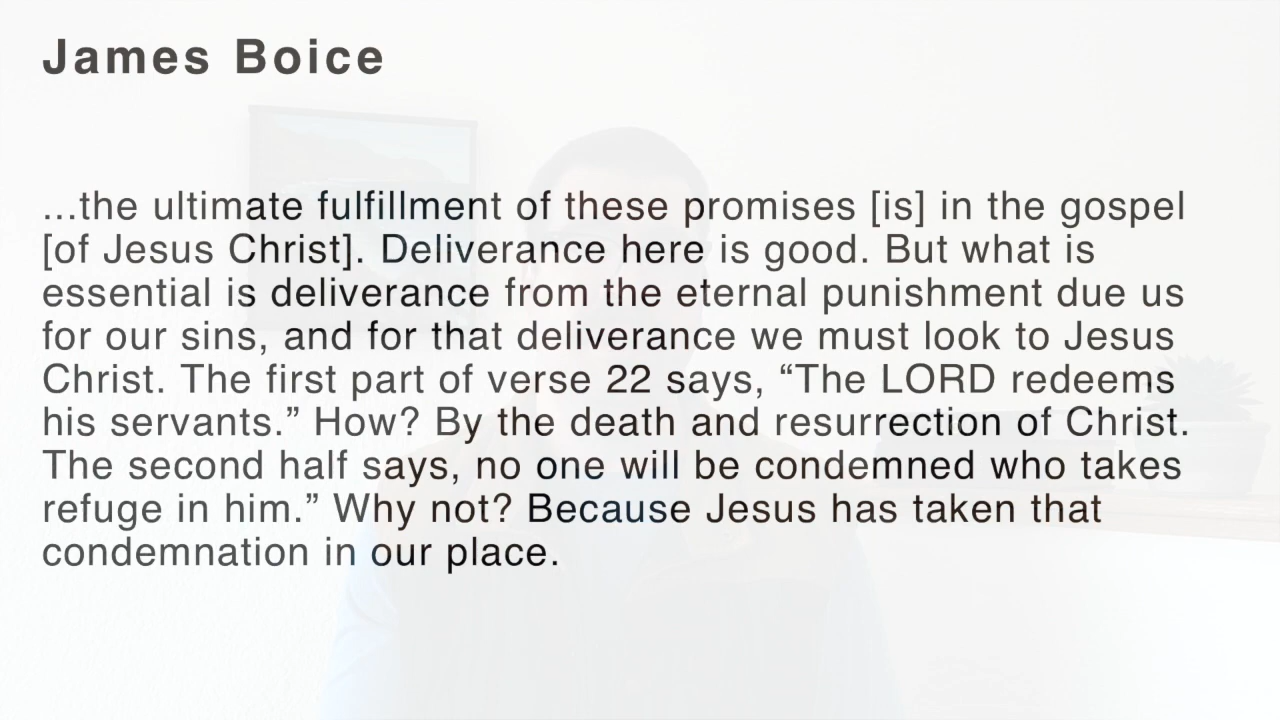 James Boice
...the ultimate fulfillment of these promises [is] in the gospel
[of Jesus Christ]. Deliverance here is good. But what is
essential is deliverance from the eternal punishment due us
for our sins, and for that deliverance we must look to Jesus
Christ. The first part of verse 22 says, “The LORD redeems
his servants.” How? By the death and resurrection of Christ.
The second half says, no one will be condemned who takes
refuge in him.” Why not? Because Jesus has taken that
condemnation in our place.